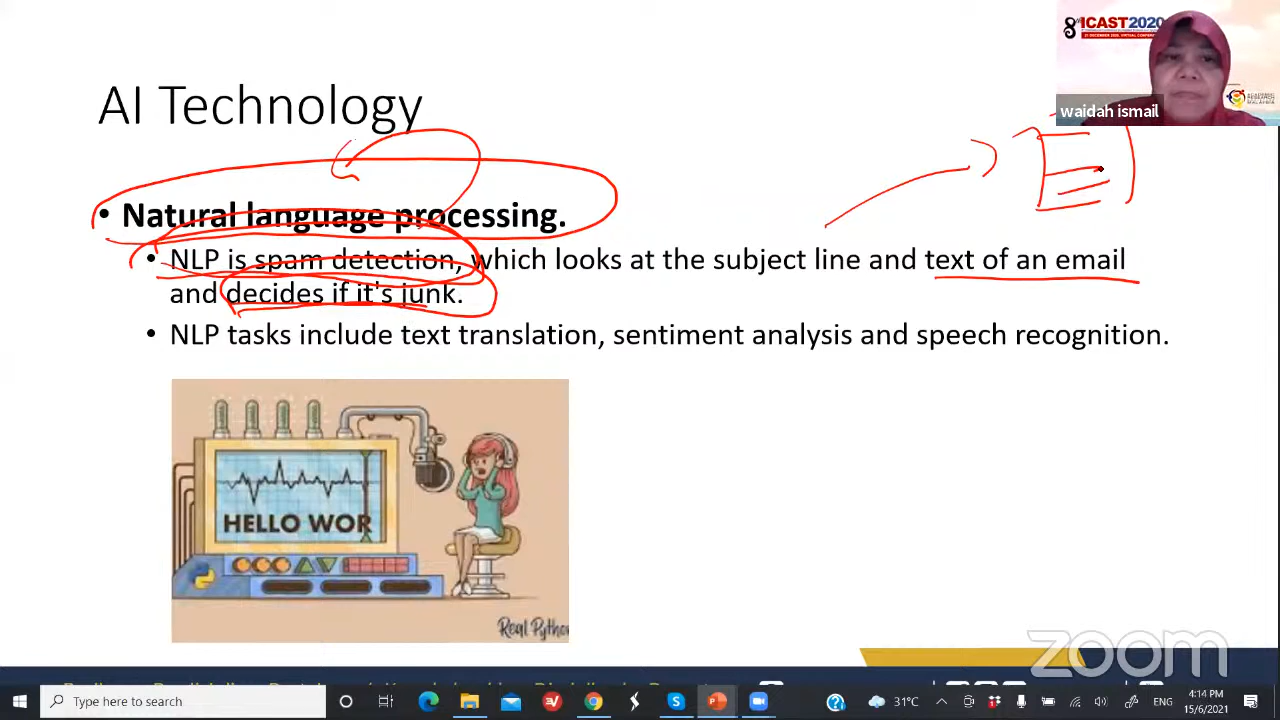 8th ICAST2020
waidah ismail
AI Technology
• Natural language processing.
• NLP is spam detection, which looks at the subject line and text of an email
and decides if it's junk.
• NLP tasks include text translation, sentiment analysis and speech recognition.
HELLO WOR
Real Python
zoom
Type here to search
31°C
ENG
4:14 PM
15/6/2021